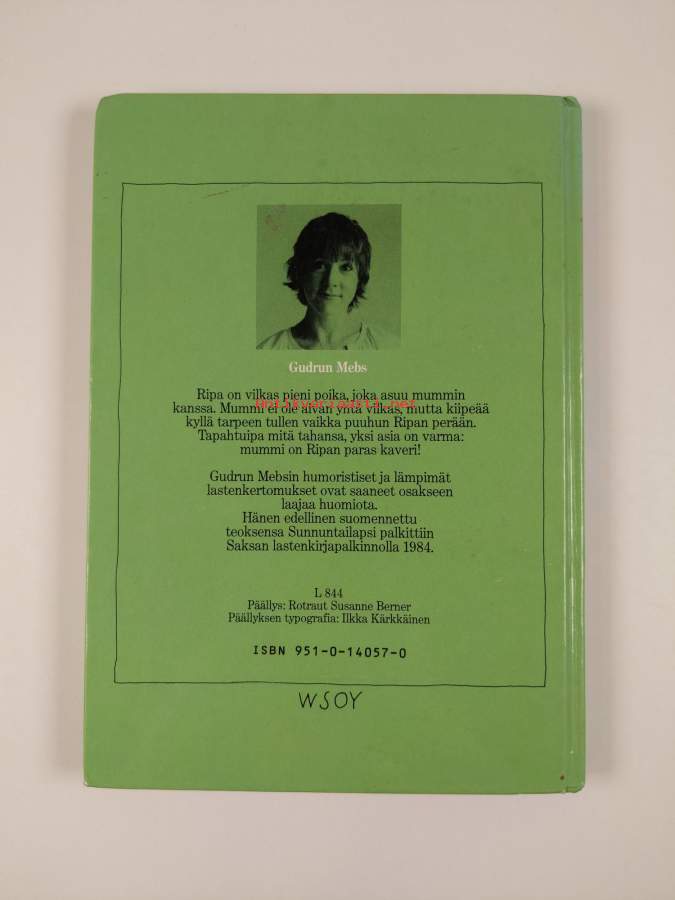 Gudrun Mebs
Ripa on vilkas pieni poika, joka asuu mummin
antikvariaatti.net
kanssa. Mummi ei ole aivan yhtä vilkas, mutta kiipeää
kyllä tarpeen tullen vaikka puuhun Ripan perään.
Tapahtuipa mitä tahansa, yksi asia on varma:
mummi on Ripan paras kaveri!
Gudrun Mebsin humoristiset ja lämpimät
lastenkertomukset ovat saaneet osakseen
laajaa huomiota.
Hänen edellinen suomennettu
teoksensa Sunnuntailapsi palkittiin
Saksan lastenkirjapalkinnolla 1984.
L 844
Päällys: Rotraut Susanne Berner
Päällyksen typografia: Ilkka Kärkkäinen
ISBN 951-0-14057-0
WSOY